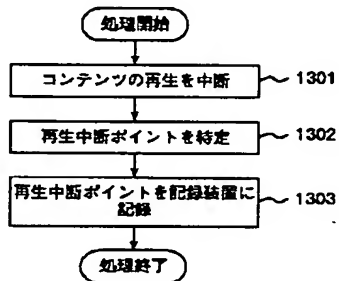 処理開始
コンテンツの再生を中断 1301
再生中断ポイントを特定 1302
再生中断ポイントを記録装置に
記録 1303
処理終了